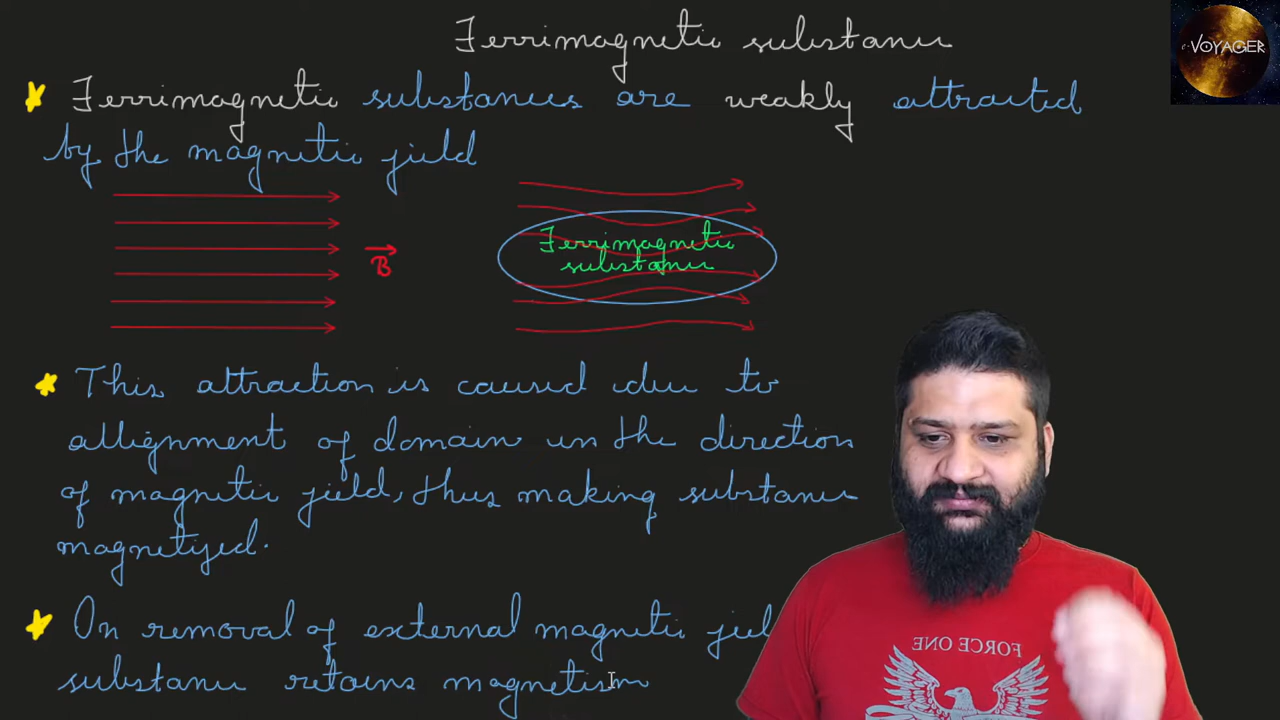 Ferrimagnetic substance
e-VOYAGER
Ferrimagnetic substances are weakly attracted
by the magnetic field
B
Ferrimagnetic
substance
This attraction is caused due to
allignment of domain in the direction
of magnetic field, thus making substance
magnetized.
On removal of external magnetic
substance retains magnetism
FORCE ONE